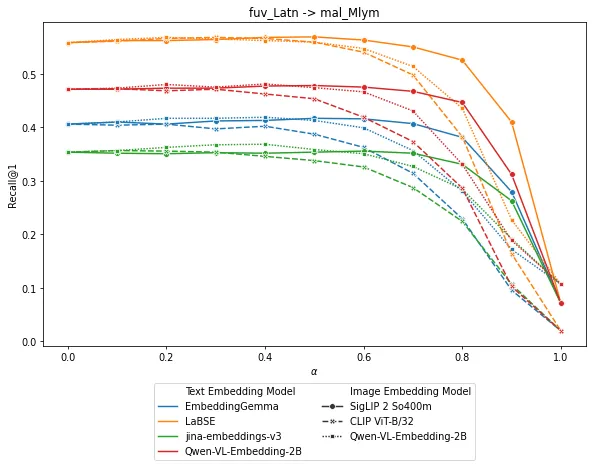 fuv_Latn -> mal_Mlym
Recall@1
0.5
0.4
0.3
0.2
0.1
0.0
0.0 0.2 0.4 0.6 0.8 1.0
α
Text Embedding Model
EmbeddingGemma
LaBSE
jina-embeddings-v3
Qwen-VL-Embedding-2B
Image Embedding Model
SigLIP 2 So400m
CLIP ViT-B/32
Qwen-VL-Embedding-2B